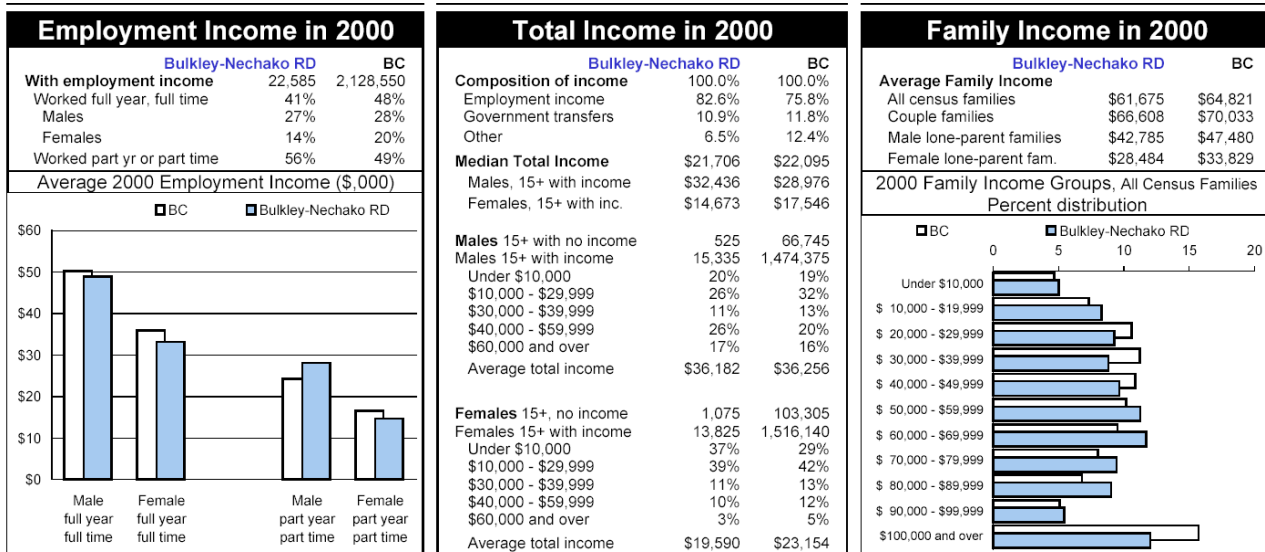 Employment Income in 2000
Bulkley-Nechako RD BC
With employment income 22,585 2,128,550
Worked full year, full time 41% 48%
Males 27% 28%
Females 14% 20%
Worked part yr or part time 56% 49%
Average 2000 Employment Income ($,000)
BC Bulkley-Nechako RD
$60
$50
$40
$30
$20
$10
$0
Male Female Male Female
full year full year part year part year
full time full time part time part time
Total Income in 2000
Bulkley-Nechako RD BC
Composition of income 100.0% 100.0%
Employment income 82.6% 75.8%
Government transfers 10.9% 11.8%
Other 6.5% 12.4%
Median Total Income $21,706 $22,095
Males, 15+ with income $32,436 $28,976
Females, 15+ with inc. $14,673 $17,546
Males 15+ with no income 525 66,745
Males 15+ with income 15,335 1,474,375
Under $10,000 20% 19%
$10,000 - $29,999 26% 32%
$30,000 - $39,999 11% 13%
$40,000 - $59,999 26% 20%
$60,000 and over 17% 16%
Average total income $36,182 $36,256
Females 15+, no income 1,075 103,305
Females 15+ with income 13,825 1,516,140
Under $10,000 37% 29%
$10,000 - $29,999 39% 42%
$30,000 - $39,999 11% 13%
$40,000 - $59,999 10% 12%
$60,000 and over 3% 5%
Average total income $19,590 $23,154
Family Income in 2000
Bulkley-Nechako RD BC
Average Family Income
All census families $61,675 $64,821
Couple families $66,608 $70,033
Male lone-parent families $42,785 $47,480
Female lone-parent fam. $28,484 $33,829
2000 Family Income Groups, All Census Families
Percent distribution
BC Bulkley-Nechako RD
0 5 10 15 20
Under $10,000
$ 10,000 - $19,999
$ 20,000 - $29,999
$ 30,000 - $39,999
$ 40,000 - $49,999
$ 50,000 - $59,999
$ 60,000 - $69,999
$ 70,000 - $79,999
$ 80,000 - $89,999
$ 90,000 - $99,999
$100,000 and over